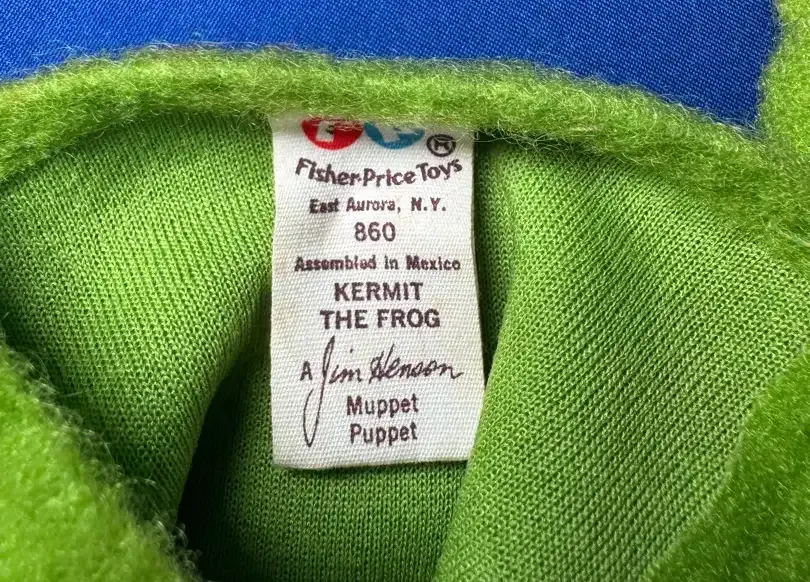 Fisher-Price Toys
East Aurora, N.Y.
860
Assembled in Mexico
KERMIT
THE FROG
A Jim Henson
Muppet
Puppet